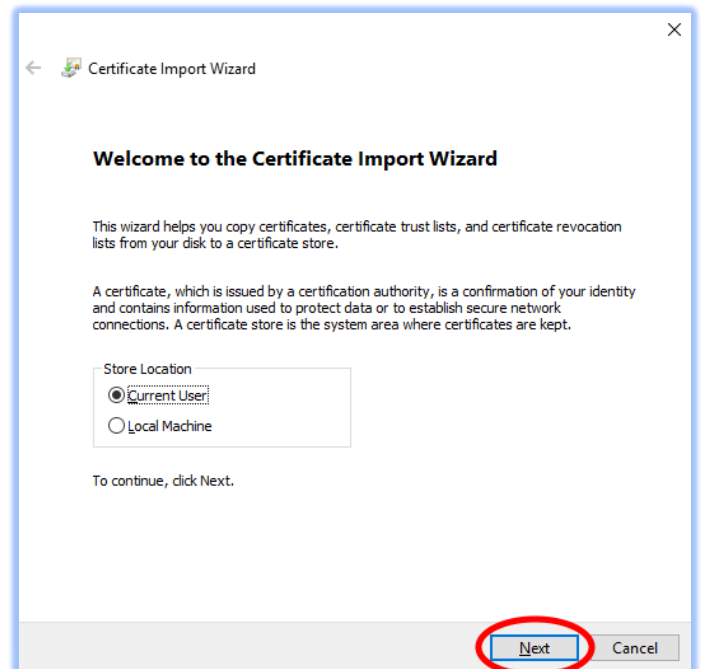 Certificate Import Wizard
Welcome to the Certificate Import Wizard
This wizard helps you copy certificates, certificate trust lists, and certificate revocation
lists from your disk to a certificate store.
A certificate, which is issued by a certification authority, is a confirmation of your identity
and contains information used to protect data or to establish secure network
connections. A certificate store is the system area where certificates are kept.
Store Location
Current User
Local Machine
To continue, click Next.
Next
Cancel